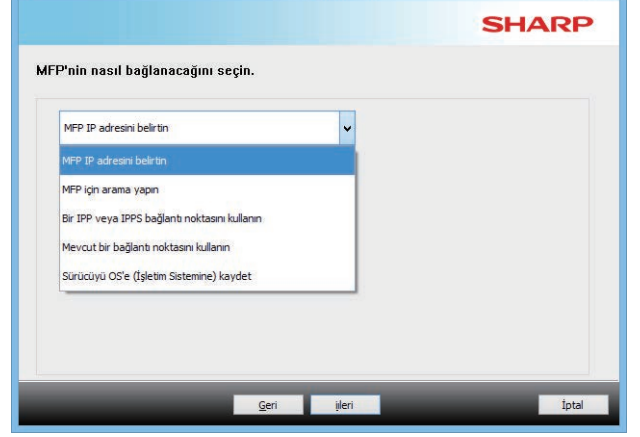 SHARP
MFP'nin nasıl bağlanacağını seçin.
MFP IP adresini belirtin
MFP IP adresini belirtin
MFP için arama yapın
Bir IPP veya IPPS bağlantı noktasını kullanın
Mevcut bir bağlantı noktasını kullanın
Sürücüyü OS'e (İşletim Sistemine) kaydet
Geri
İileri
İptal